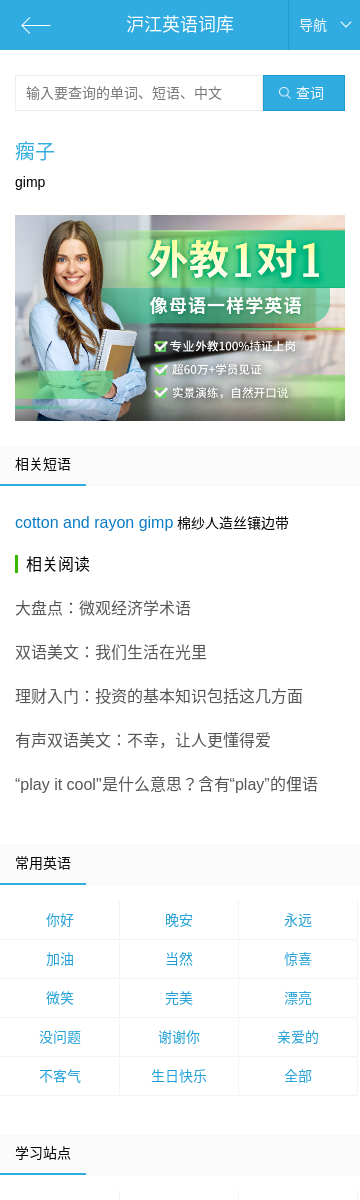 沪江英语词库
导航
输入要查询的单词、短语、中文
查词
瘸子
gimp
外教1对1
像母语一样学英语
专业外教100%持证上岗
超60万+学员见证
实景演练，自然开口说
相关短语
cotton and rayon gimp 棉纱人造丝镶边带
相关阅读
大盘点：微观经济学术语
双语美文：我们生活在光里
理财入门：投资的基本知识包括这几方面
有声双语美文：不幸，让人更懂得爱
“play it cool"是什么意思？含有“play”的俚语
常用英语
你好 晚安 永远
加油 当然 惊喜
微笑 完美 漂亮
没问题 谢谢你 亲爱的
不客气 生日快乐 全部
学习站点